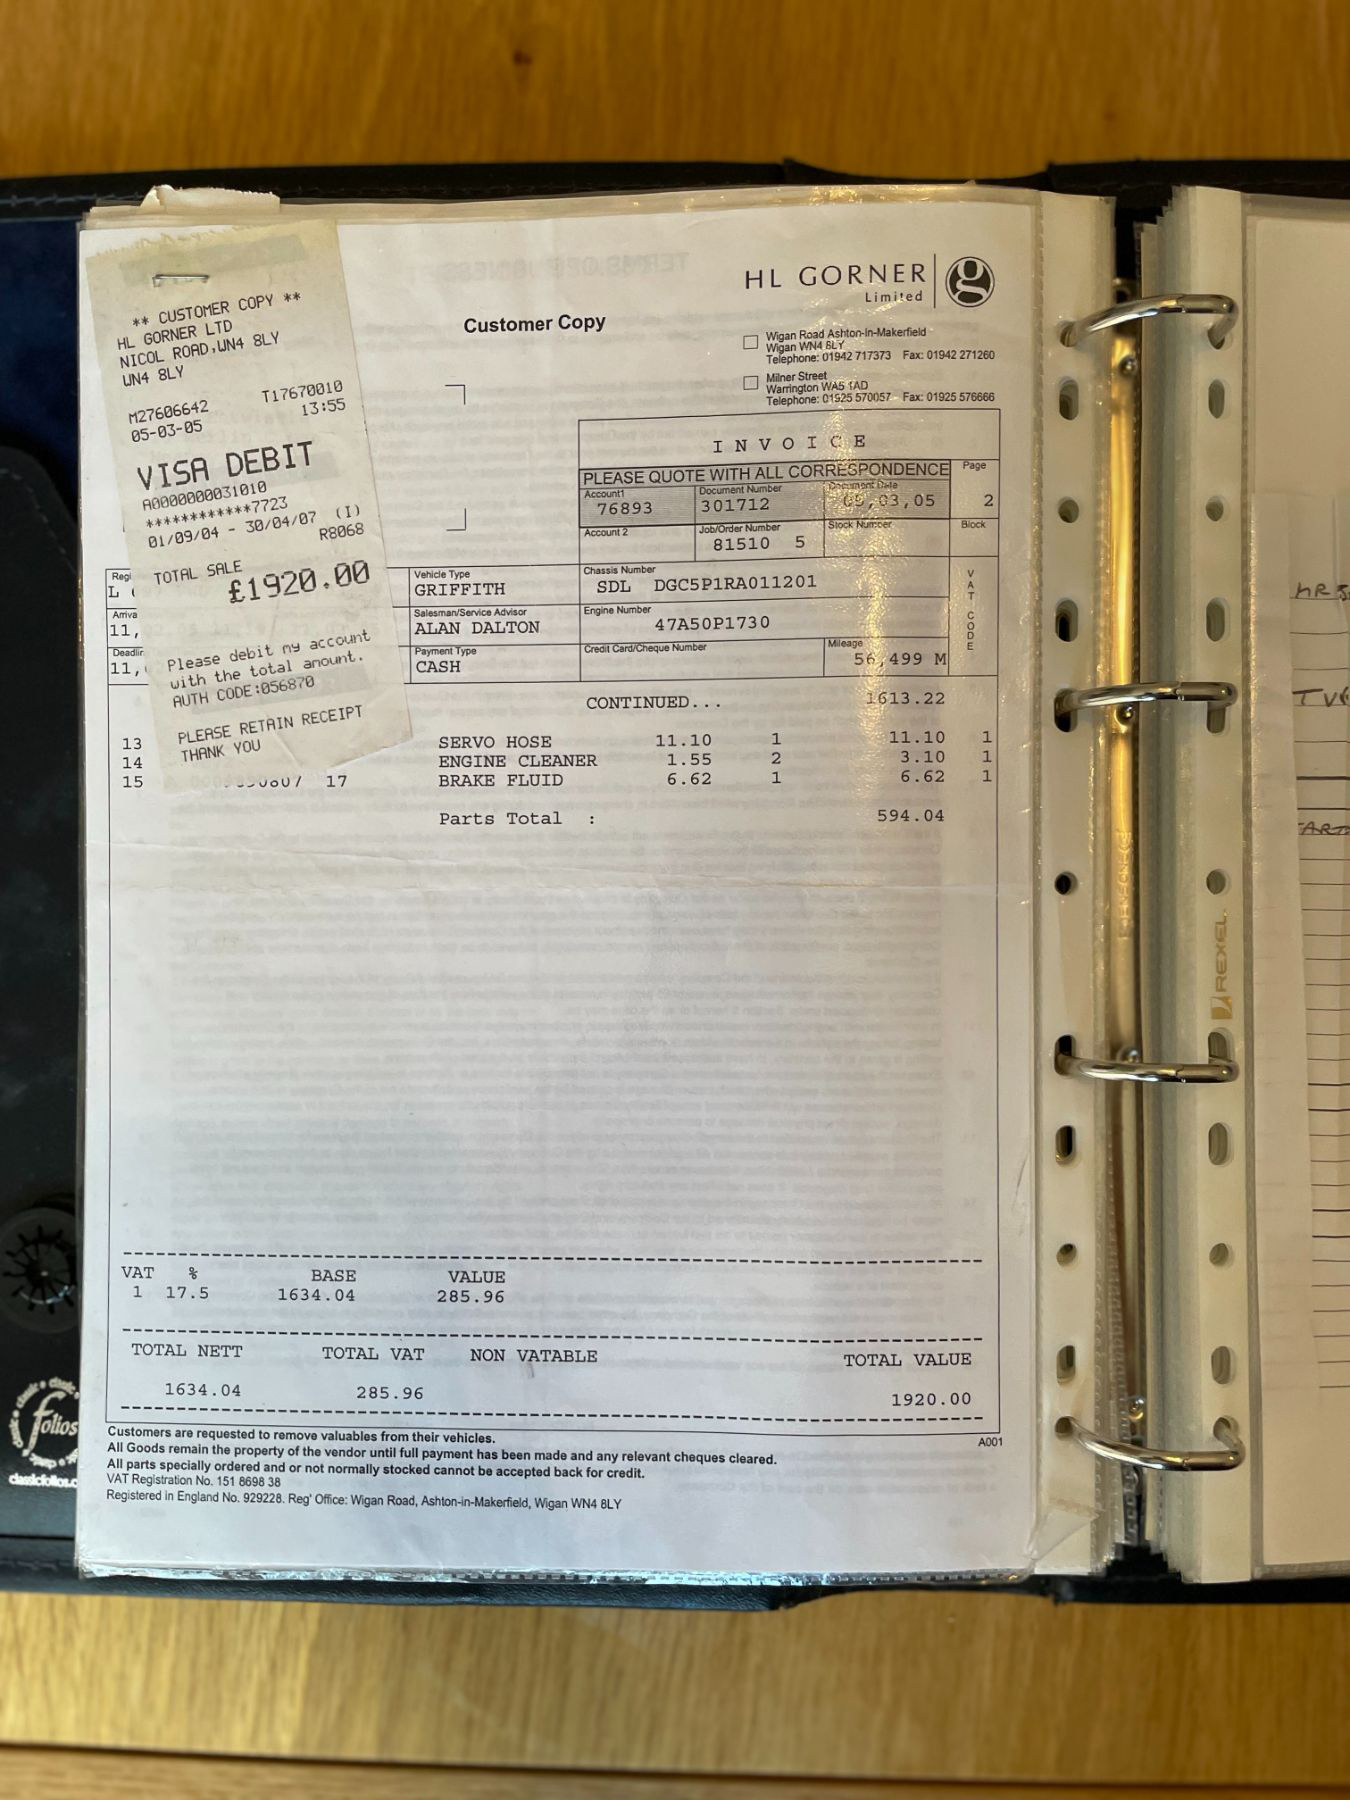 ** CUSTOMER COPY **
HL GORNER LTD
NICOL ROAD,WN4 8LY
WN4 8LY
M27606642 T17670010
05-03-05 13:55
VISA DEBIT
A0000000031010
************7723
01/09/04 - 30/04/07 (I)
R8068
TOTAL SALE
£1920.00
Please debit my account
with the total amount.
AUTH CODE:056870
PLEASE RETAIN RECEIPT
THANK YOU
HL GORNER
Limited
Customer Copy
Wigan Road Ashton-In-Makerfield
Wigan WN4 8LY
Telephone: 01942 717373 Fax: 01942 271260
Milner Street
Warrington WA5 1AD
Telephone: 01925 570057 Fax: 01925 576666
INVOICE
PLEASE QUOTE WITH ALL CORRESPONDENCE Page
Account1 Document Number Document Date
76893 301712 05,03,05 2
Account 2 Job/Order Number Stock Number Block
81510 5
Vehicle Type Chassis Number VAT CODE
L GRIFFITH SDL DGC5P1RA011201
Salesman/Service Advisor Engine Number
11, ALAN DALTON 47A50P1730
Payment Type Credit Card/Cheque Number Mileage
11, CASH 56,499 M
CONTINUED... 1613.22
13 SERVO HOSE 11.10 1 11.10 1
14 ENGINE CLEANER 1.55 2 3.10 1
15 17 BRAKE FLUID 6.62 1 6.62 1
Parts Total : 594.04
VAT % BASE VALUE
1 17.5 1634.04 285.96
TOTAL NETT TOTAL VAT NON VATABLE TOTAL VALUE
1634.04 285.96 1920.00
Customers are requested to remove valuables from their vehicles.
A001
All Goods remain the property of the vendor until full payment has been made and any relevant cheques cleared.
All parts specially ordered and or not normally stocked cannot be accepted back for credit.
VAT Registration No. 151 8698 38
Registered in England No. 929228. Reg' Office: Wigan Road, Ashton-in-Makerfield, Wigan WN4 8LY
REXEL
classic classic
folios